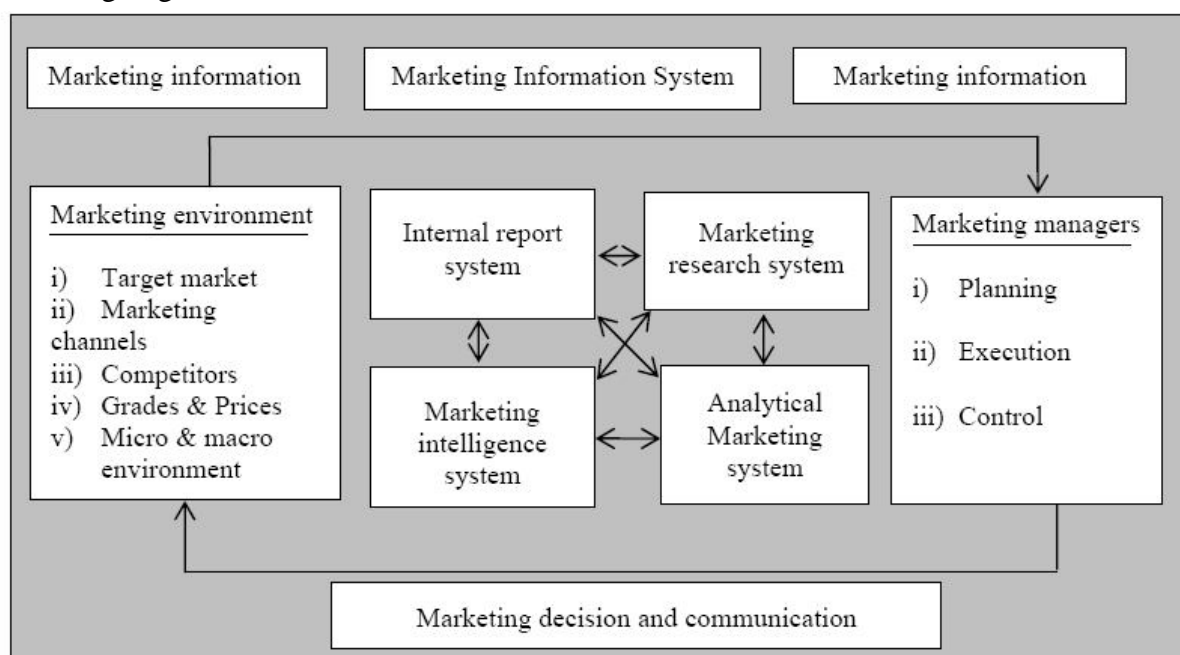 Marketing information
Marketing Information System
Marketing information
Marketing environment
i) Target market
ii) Marketing
channels
iii) Competitors
iv) Grades & Prices
v) Micro & macro
environment
Internal report
system
Marketing
research system
Marketing
intelligence
system
Analytical
Marketing
system
Marketing managers
i) Planning
ii) Execution
iii) Control
Marketing decision and communication